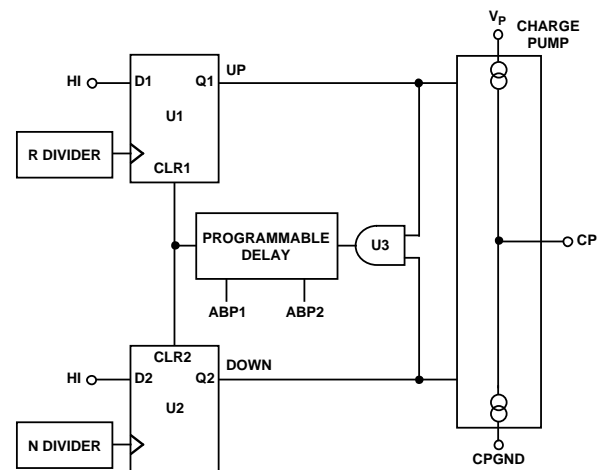 V_P
CHARGE
PUMP
UP
HI
D1
Q1
U1
R DIVIDER
CLR1
PROGRAMMABLE
DELAY
U3
CP
ABP1
ABP2
CLR2
DOWN
HI
D2
Q2
U2
N DIVIDER
CPGND